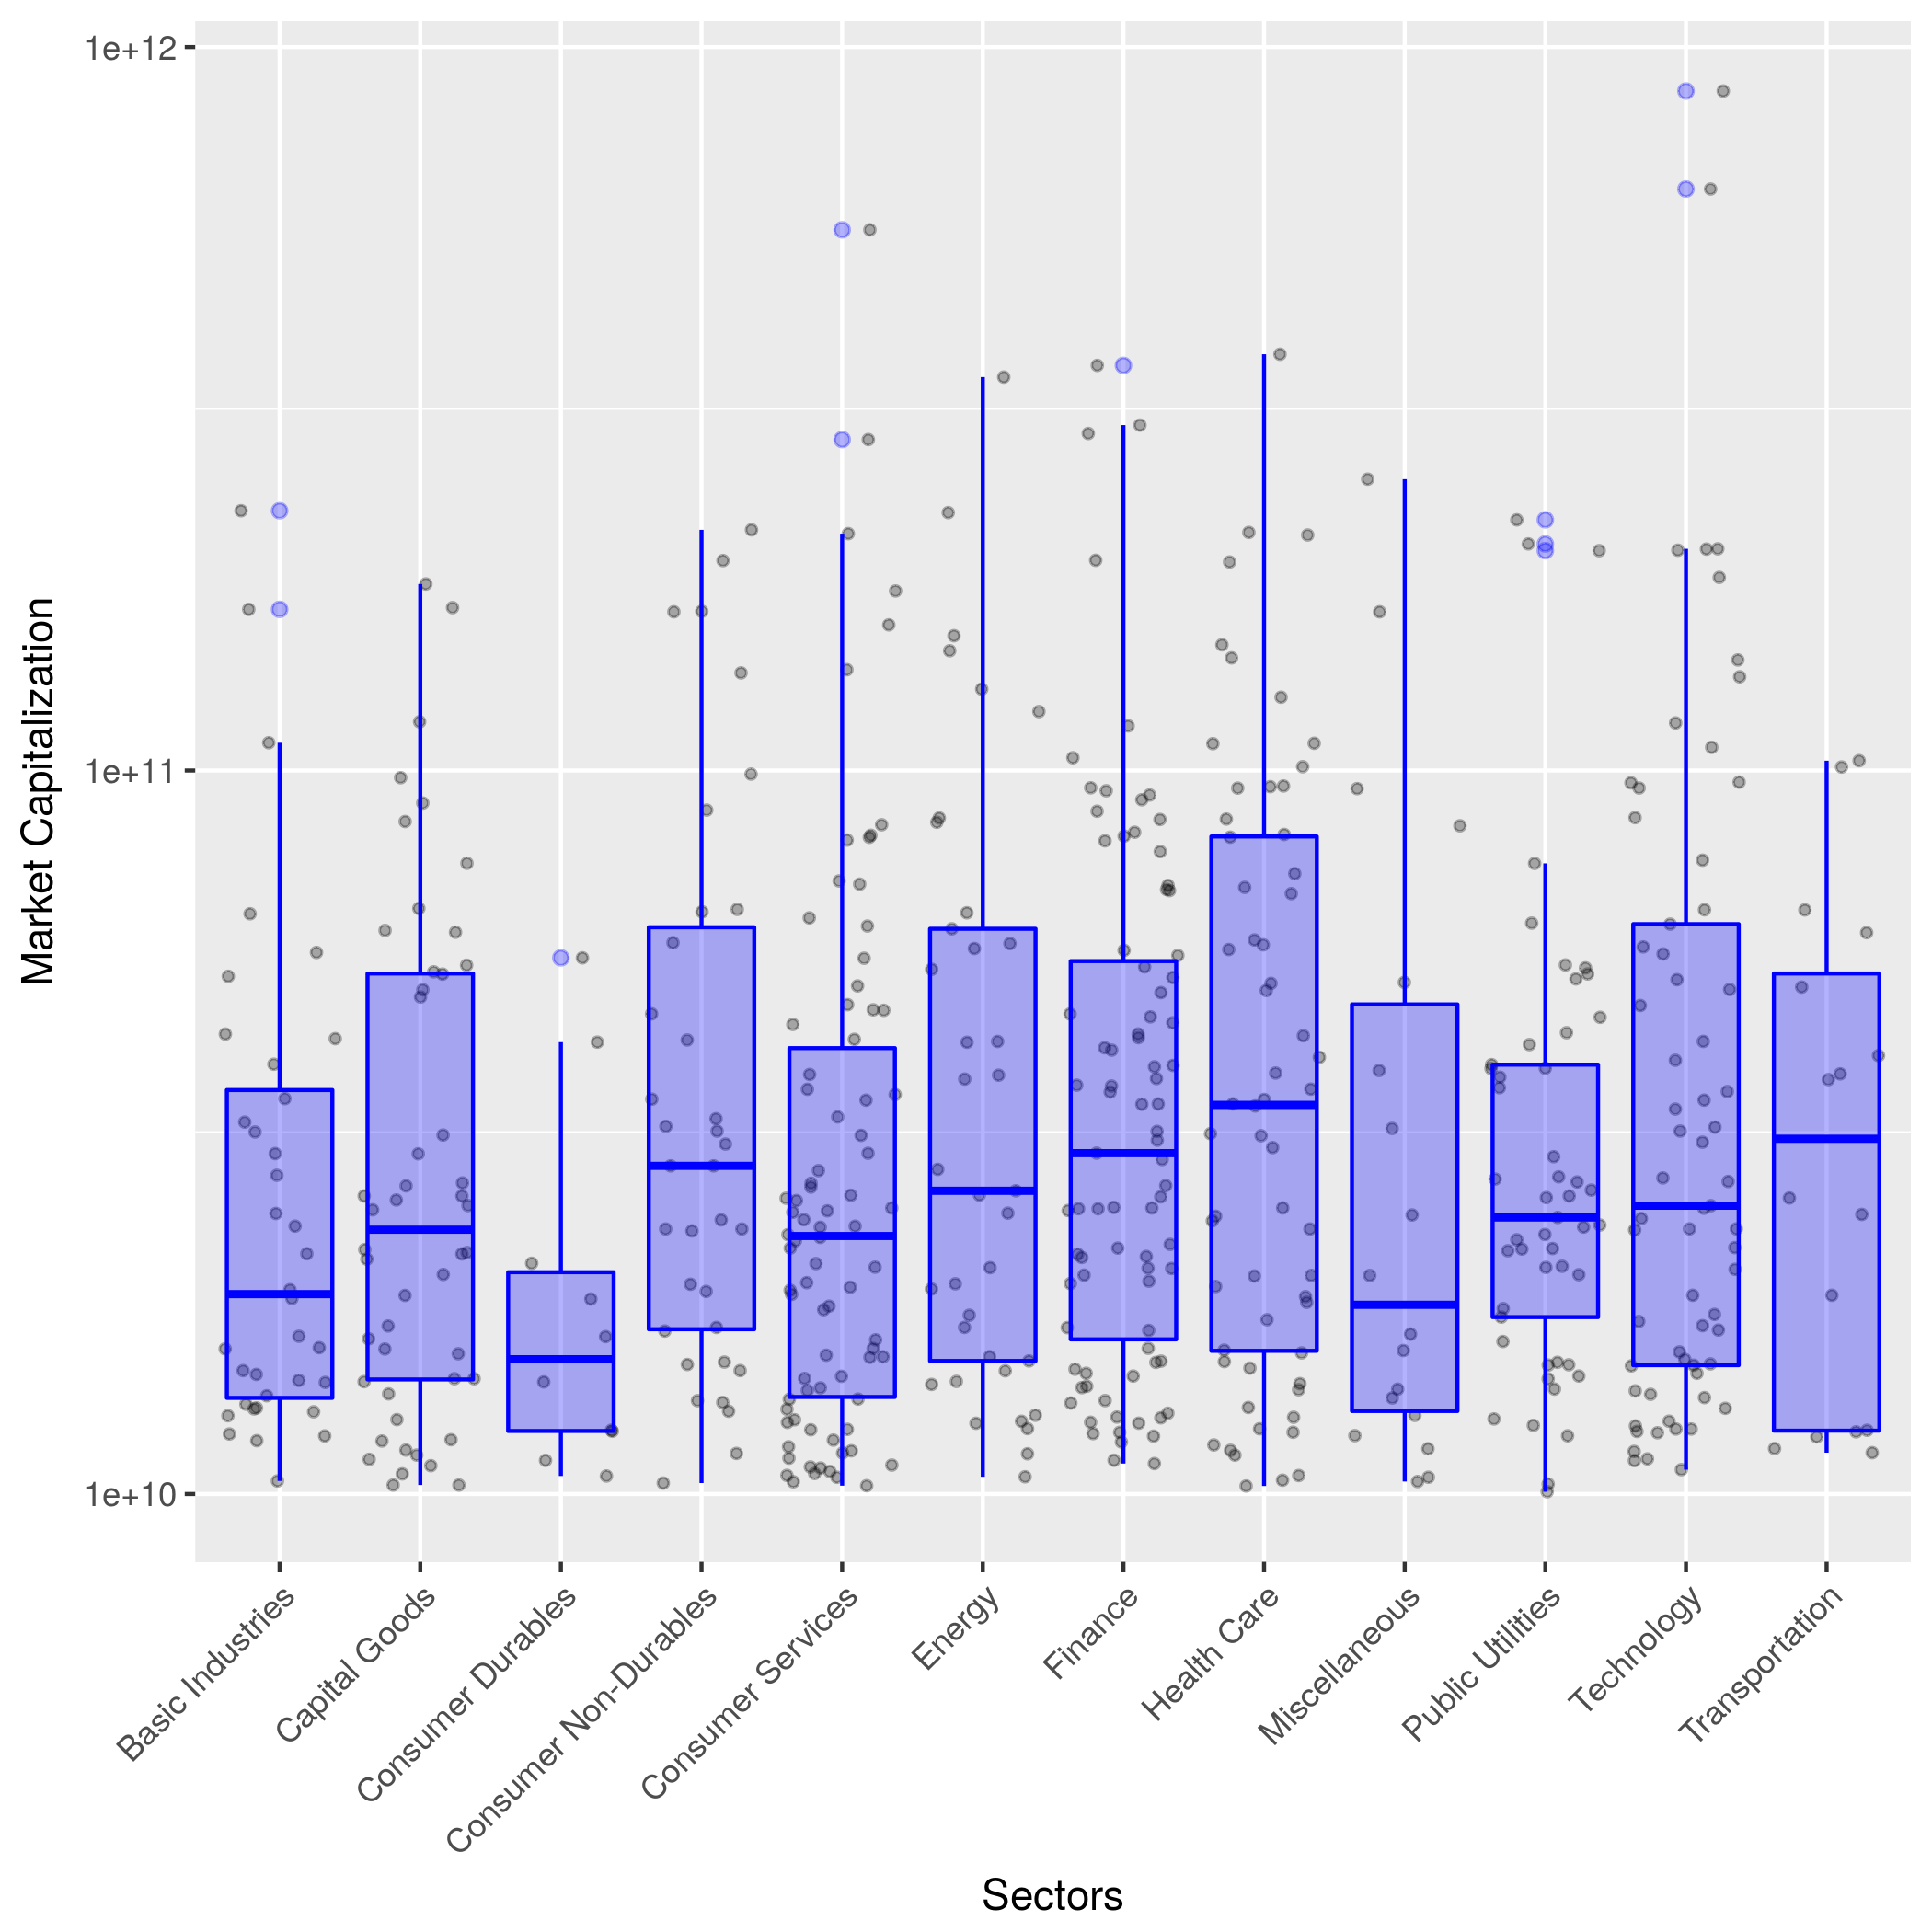 Market Capitalization
1e+12
1e+11
1e+10
Basic Industries
Capital Goods
Consumer Durables
Consumer Non-Durables
Consumer Services
Energy
Finance
Health Care
Miscellaneous
Public Utilities
Technology
Transportation
Sectors